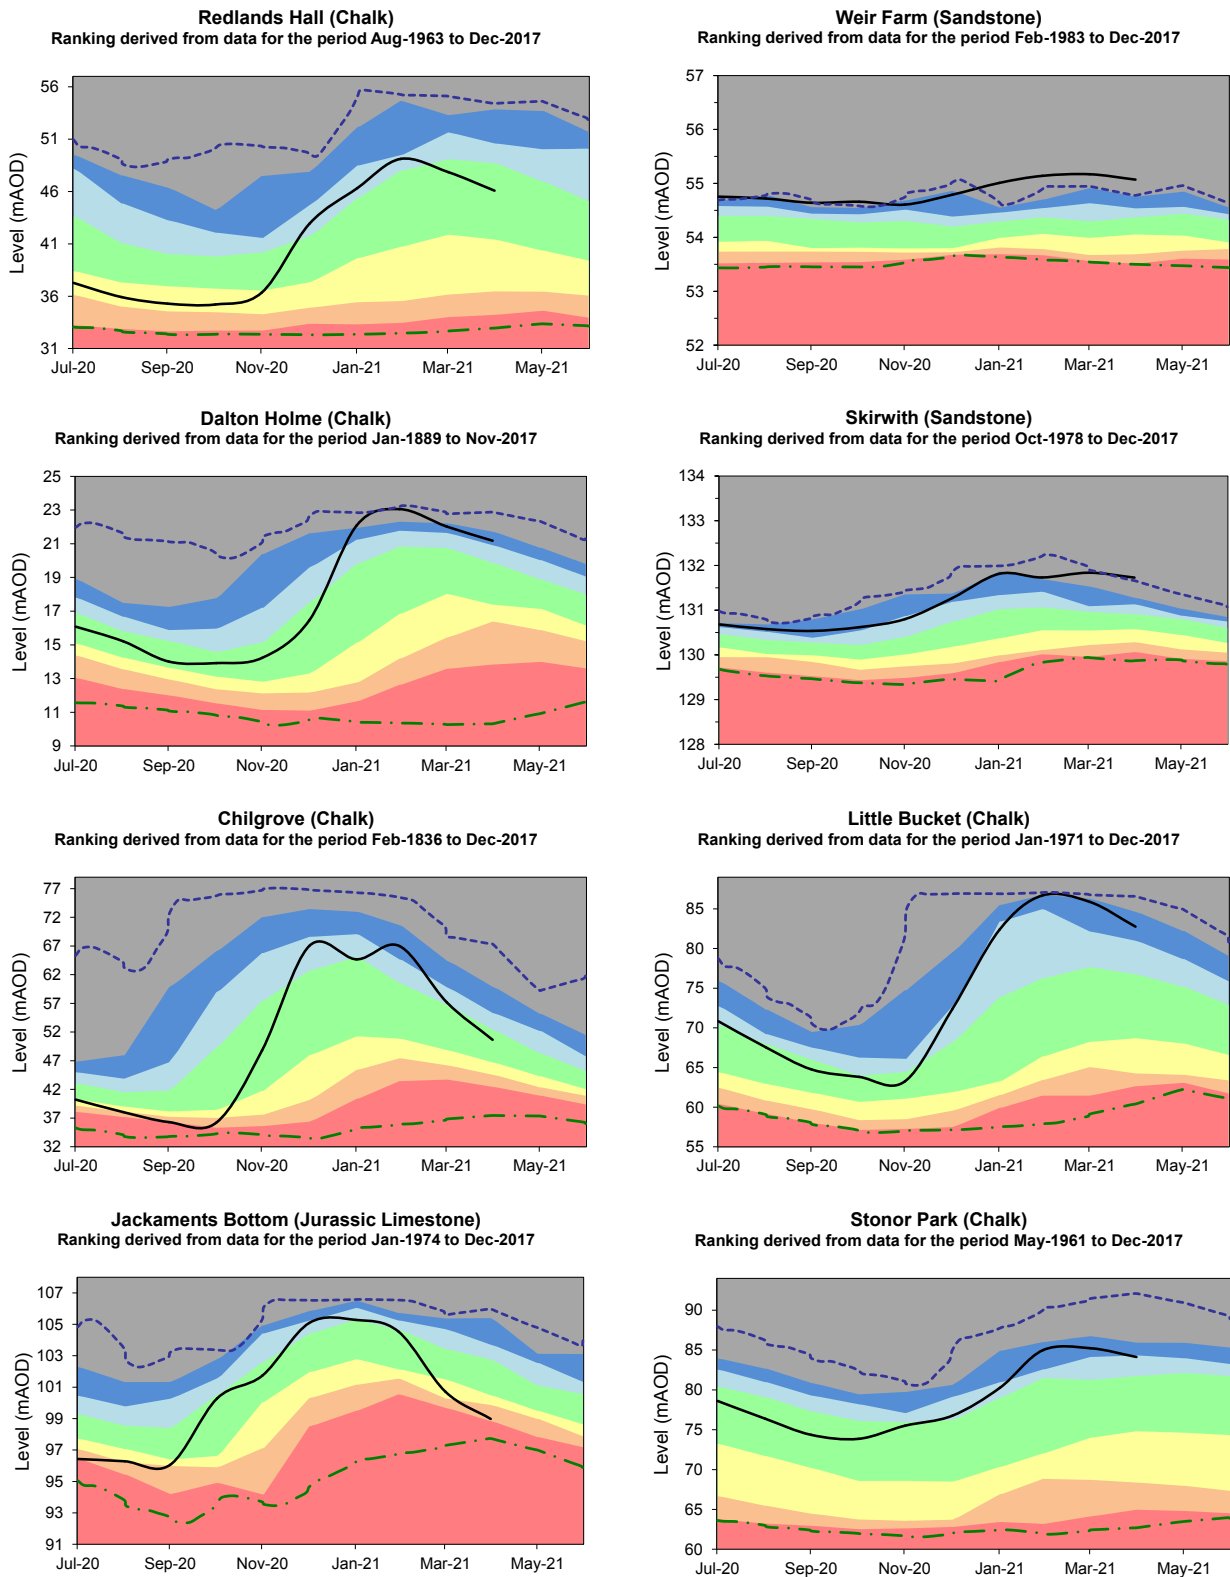 Redlands Hall (Chalk)
Ranking derived from data for the period Aug-1963 to Dec-2017
Level (mAOD)
56
51
46
41
36
31
Jul-20 Sep-20 Nov-20 Jan-21 Mar-21 May-21
Weir Farm (Sandstone)
Ranking derived from data for the period Feb-1983 to Dec-2017
Level (mAOD)
57
56
55
54
53
52
Jul-20 Sep-20 Nov-20 Jan-21 Mar-21 May-21
Dalton Holme (Chalk)
Ranking derived from data for the period Jan-1889 to Nov-2017
Level (mAOD)
25
23
21
19
17
15
13
11
9
Jul-20 Sep-20 Nov-20 Jan-21 Mar-21 May-21
Skirwith (Sandstone)
Ranking derived from data for the period Oct-1978 to Dec-2017
Level (mAOD)
134
133
132
131
130
129
128
Jul-20 Sep-20 Nov-20 Jan-21 Mar-21 May-21
Chilgrove (Chalk)
Ranking derived from data for the period Feb-1836 to Dec-2017
Level (mAOD)
77
72
67
62
57
52
47
42
37
32
Jul-20 Sep-20 Nov-20 Jan-21 Mar-21 May-21
Little Bucket (Chalk)
Ranking derived from data for the period Jan-1971 to Dec-2017
Level (mAOD)
85
80
75
70
65
60
55
Jul-20 Sep-20 Nov-20 Jan-21 Mar-21 May-21
Jackaments Bottom (Jurassic Limestone)
Ranking derived from data for the period Jan-1974 to Dec-2017
Level (mAOD)
107
105
103
101
99
97
95
93
91
Jul-20 Sep-20 Nov-20 Jan-21 Mar-21 May-21
Stonor Park (Chalk)
Ranking derived from data for the period May-1961 to Dec-2017
Level (mAOD)
90
85
80
75
70
65
60
Jul-20 Sep-20 Nov-20 Jan-21 Mar-21 May-21